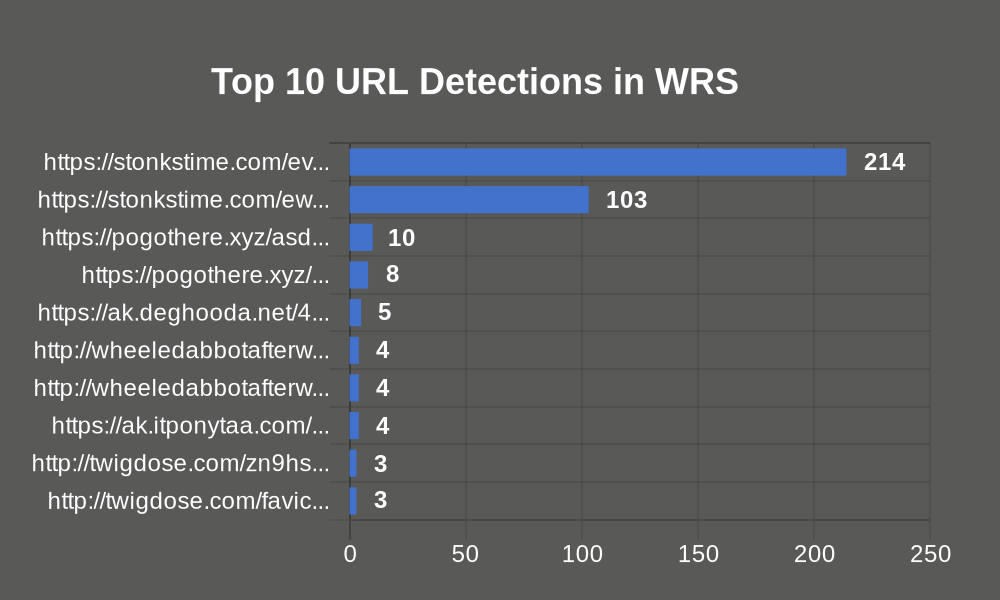 Top 10 URL Detections in WRS
https://stonkstime.com/ev... 214
https://stonkstime.com/ew... 103
https://pogothere.xyz/asd... 10
https://pogothere.xyz/... 8
https://ak.deghooda.net/4... 5
http://wheeledabbotafterw... 4
http://wheeledabbotafterw... 4
https://ak.itponytaa.com/... 4
http://twigdose.com/zn9hs... 3
http://twigdose.com/favic... 3
0 50 100 150 200 250